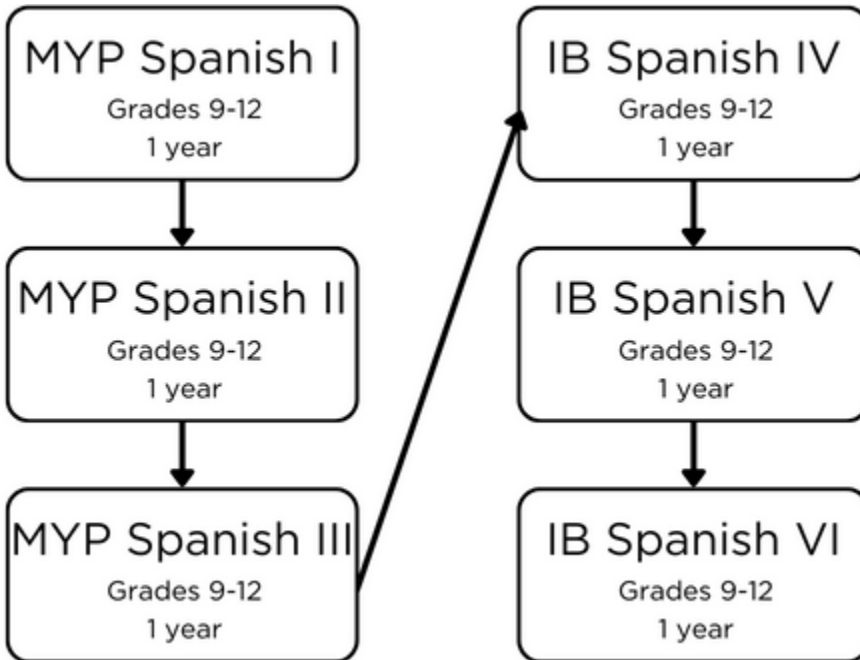 MYP Spanish I
Grades 9-12
1 year
MYP Spanish II
Grades 9-12
1 year
MYP Spanish III
Grades 9-12
1 year
IB Spanish IV
Grades 9-12
1 year
IB Spanish V
Grades 9-12
1 year
IB Spanish VI
Grades 9-12
1 year